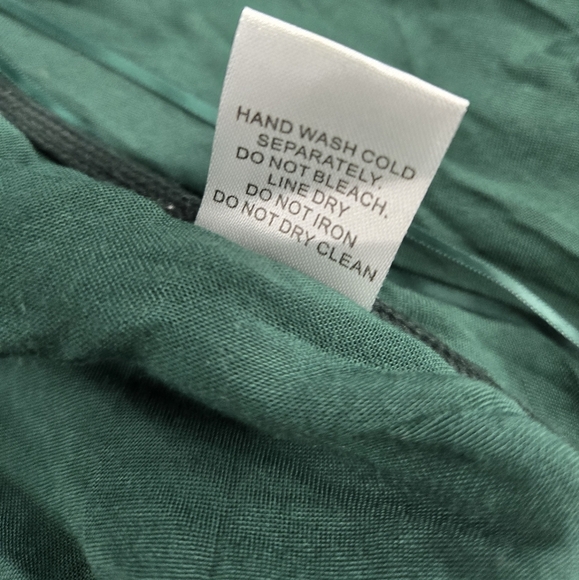 HAND WASH COLD
SEPARATELY.
DO NOT BLEACH.
LINE DRY
DO NOT IRON
DO NOT DRY CLEAN